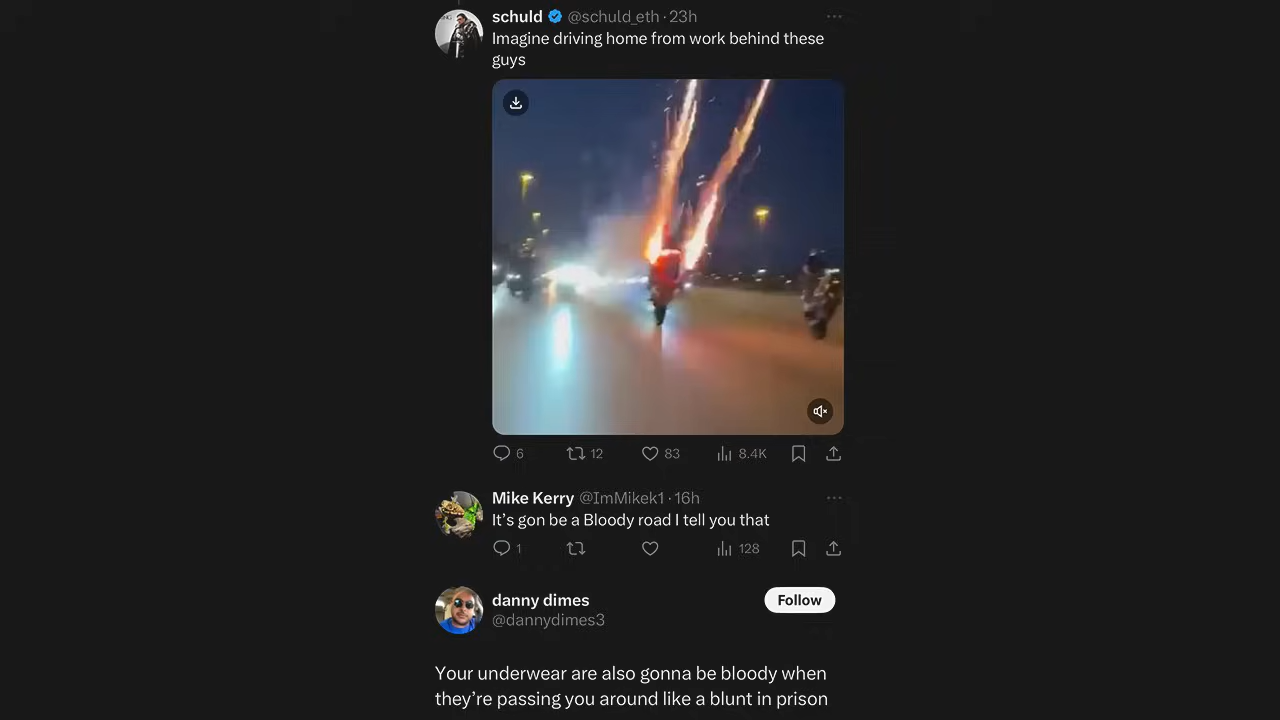 schuld @schuld_eth · 23h
Imagine driving home from work behind these
guys
6 12 83 8.4K
Mike Kerry @ImMikek1 · 16h
It’s gon be a Bloody road I tell you that
1 128
danny dimes
Follow
@dannydimes3
Your underwear are also gonna be bloody when
they’re passing you around like a blunt in prison